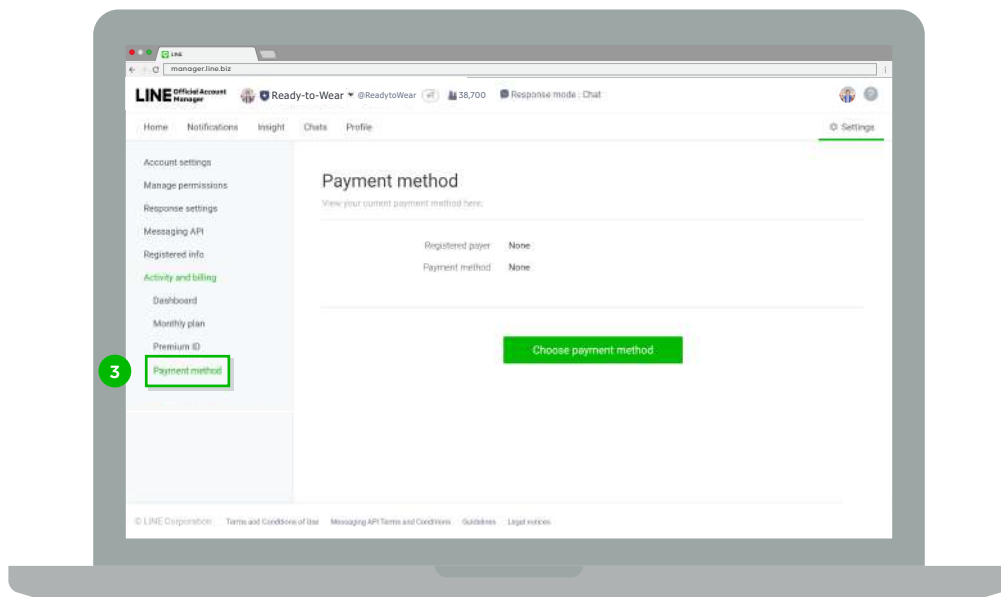 LINE
manager.line.biz
LINE Official Account Manager Ready-to-Wear @ReadytoWear 38,700 Response mode : Chat
Home Notifications Insight Chats Profile Settings
Account settings
Manage permissions
Response settings
Messaging API
Registered info
Activity and billing
Dashboard
Monthly plan
Premium ID
3 Payment method
Payment method
View your current payment method here.
Registered payer None
Payment method None
Choose payment method
© LINE Corporation Terms and Conditions of Use Messaging API Terms and Conditions Guidelines Legal notices